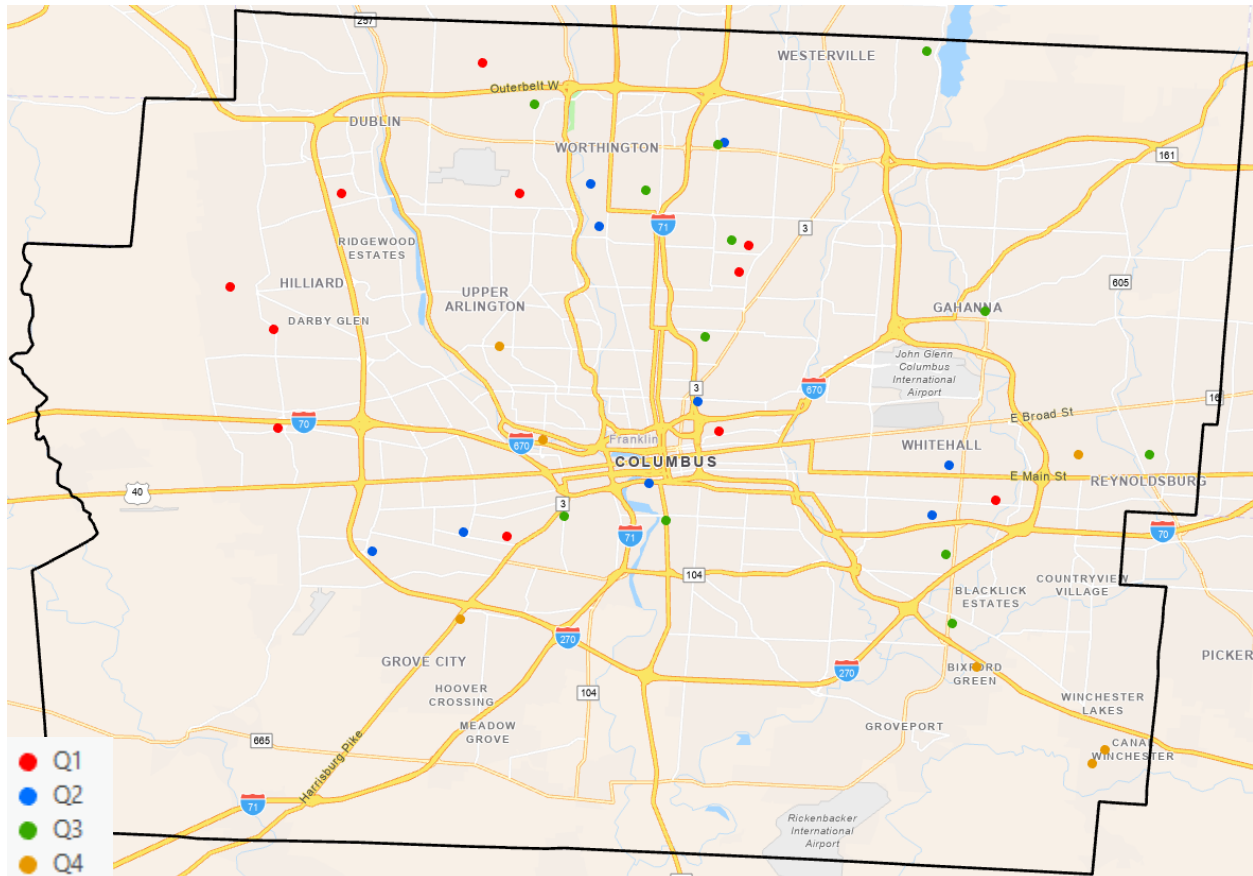 257
WESTERVILLE
Outerbelt W
DUBLIN
WORTHINGTON
161
71
3
RIDGEWOOD
ESTATES
HILLIARD
605
UPPER
ARLINGTON
GAHANNA
DARBY GLEN
John Glenn
Columbus
International
Airport
3
670
16
E Broad St
70
Franklin
670
WHITEHALL
COLUMBUS
E Main St
REYNOLDSBURG
40
3
71
70
104
COUNTRYVIEW
VILLAGE
BLACKLICK
ESTATES
270
PICKER
GROVE CITY
270
BIXFORD
GREEN
HOOVER
CROSSING
104
WINCHESTER
LAKES
MEADOW
GROVE
GROVEPORT
665
CANAL
WINCHESTER
Harrisburg Pike
71
Rickenbacker
International
Airport
Q1
Q2
Q3
Q4